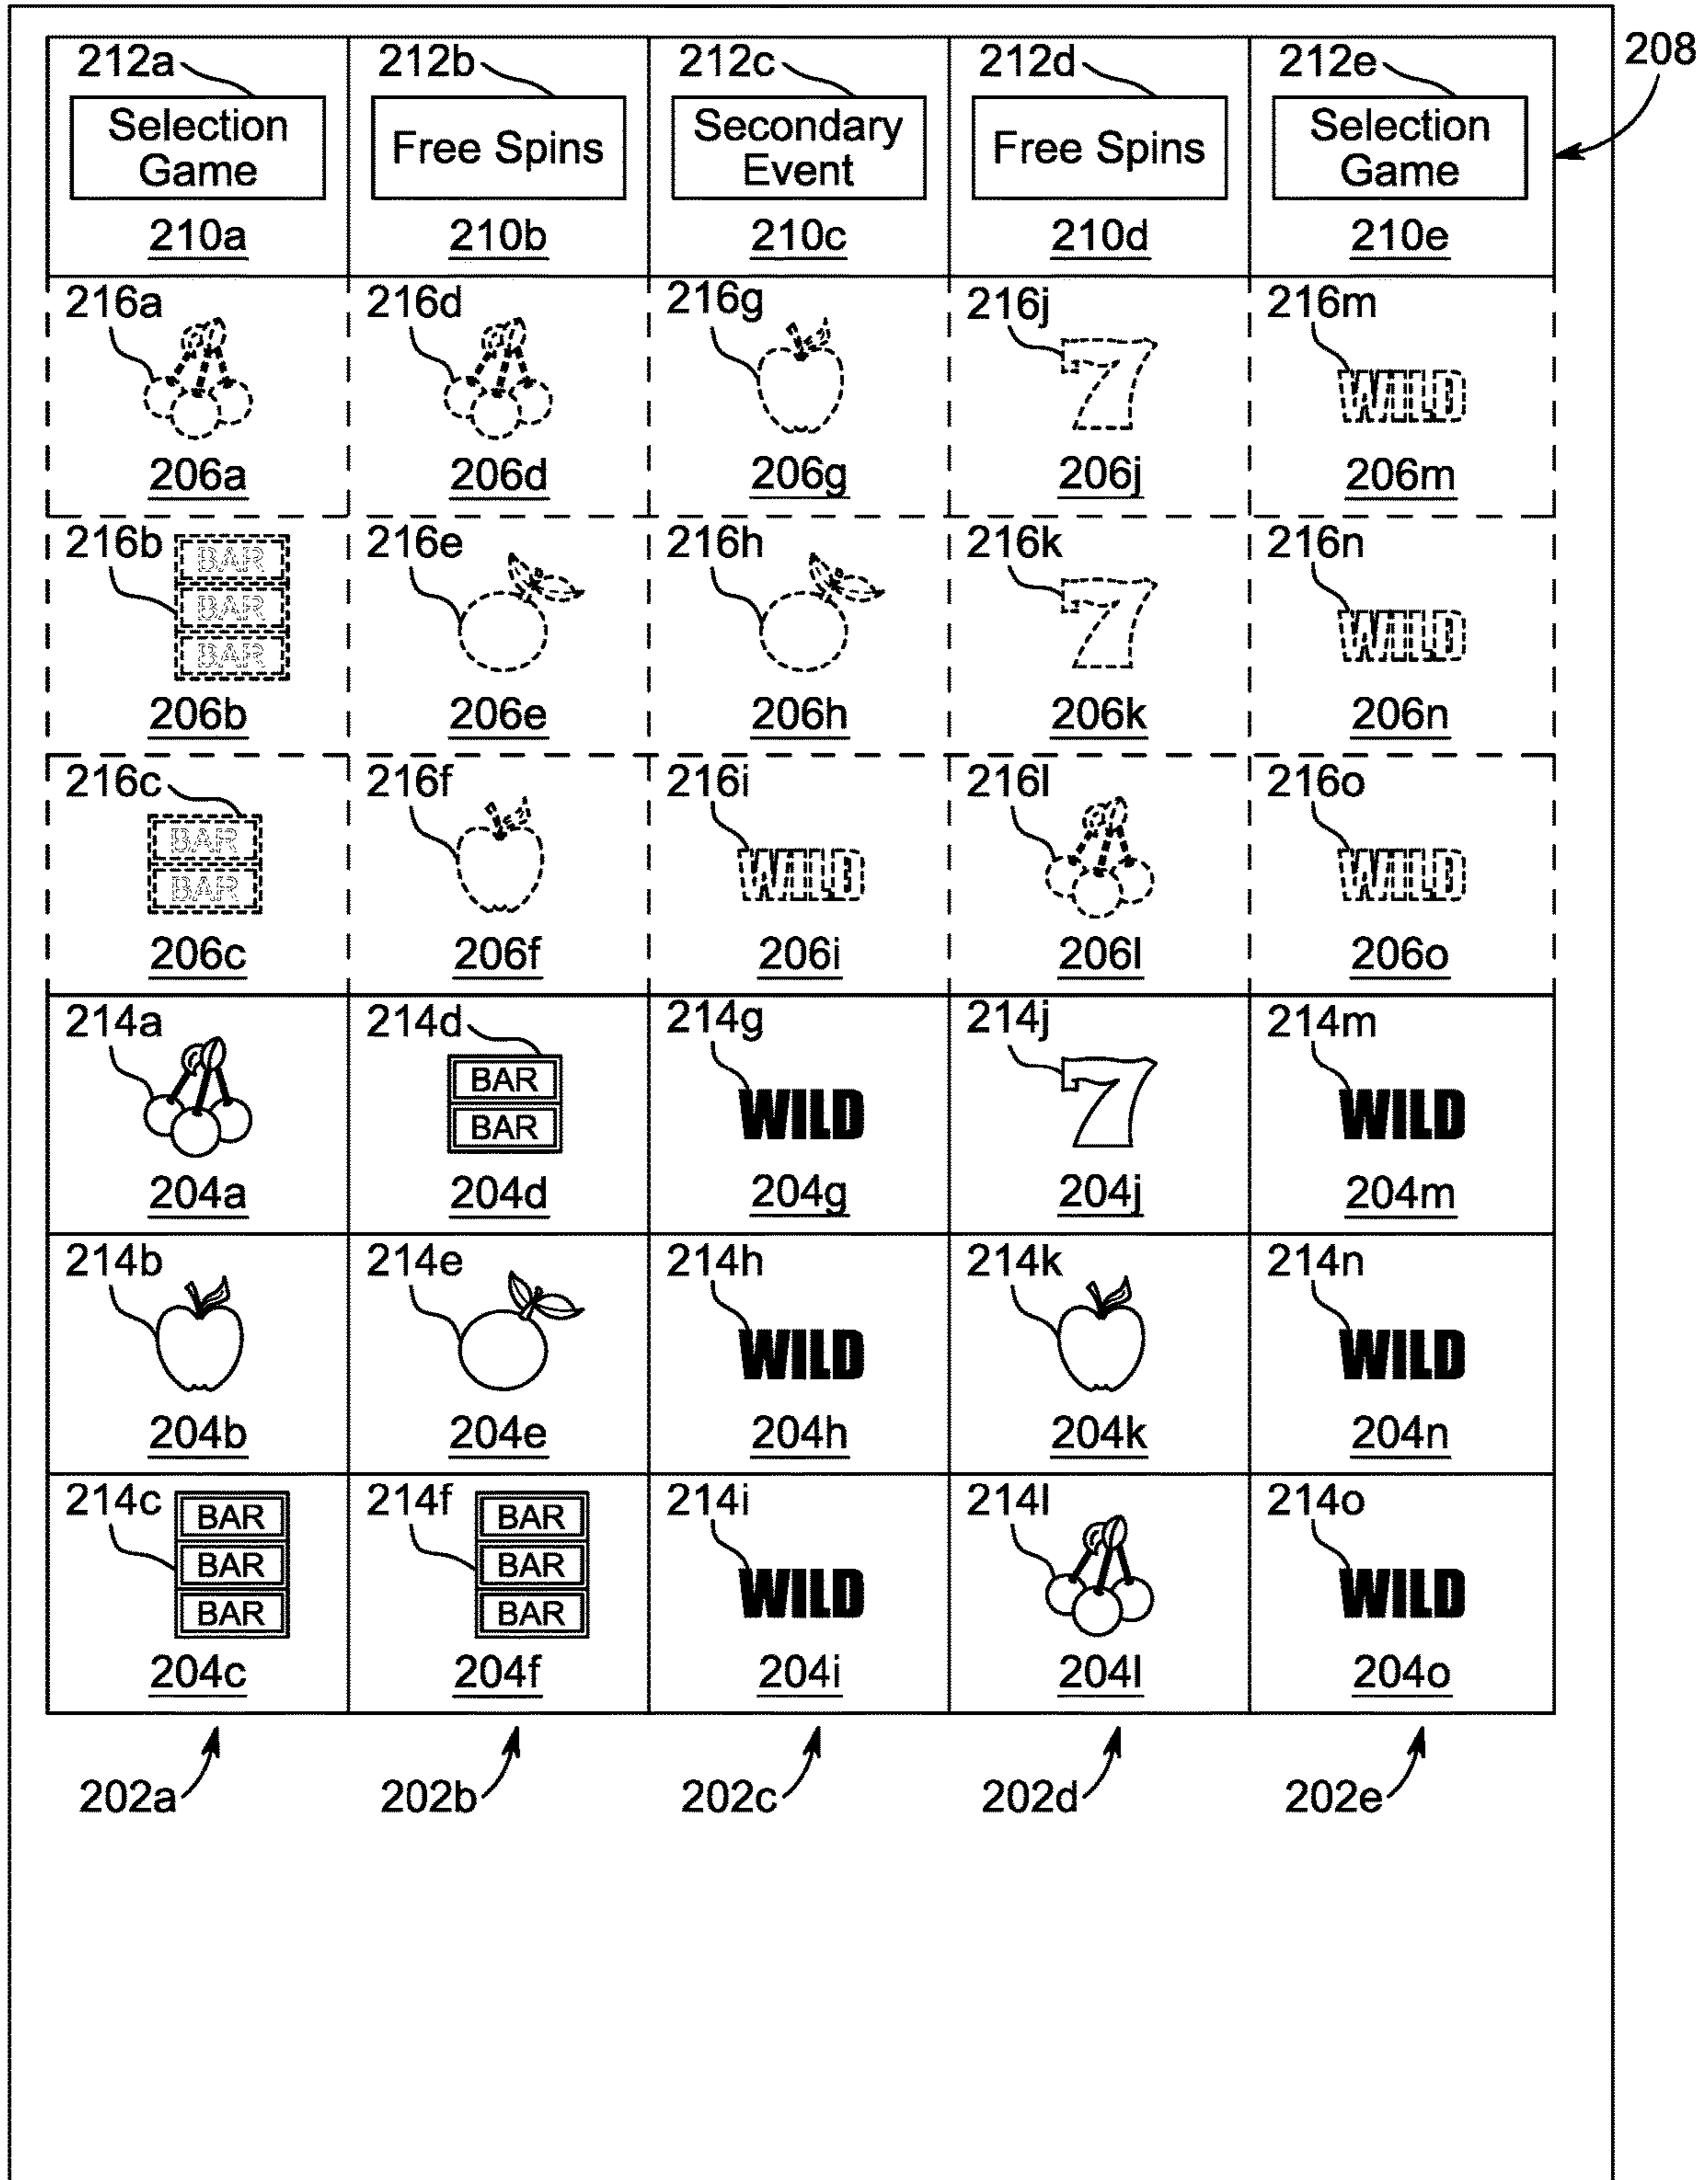 212a 212b 212c 212d 212e 208
Selection Game Free Spins Secondary Event Free Spins Selection Game
210a 210b 210c 210d 210e
216a 216d 216g 216j 216m
7 WILD
206a 206d 206g 206j 206m
216b BAR BAR BAR 216e 216h 216k 216n
7 WILD
206b 206e 206h 206k 206n
216c 216f 216i 216l 216o
BAR BAR WILD WILD
206c 206f 206i 206l 206o
214a 214d 214g 214j 214m
BAR BAR WILD 7 WILD
204a 204d 204g 204j 204m
214b 214e 214h 214k 214n
WILD WILD
204b 204e 204h 204k 204n
214c BAR BAR BAR 214f BAR BAR BAR 214i 214l 214o
WILD WILD
204c 204f 204i 204l 204o
202a 202b 202c 202d 202e